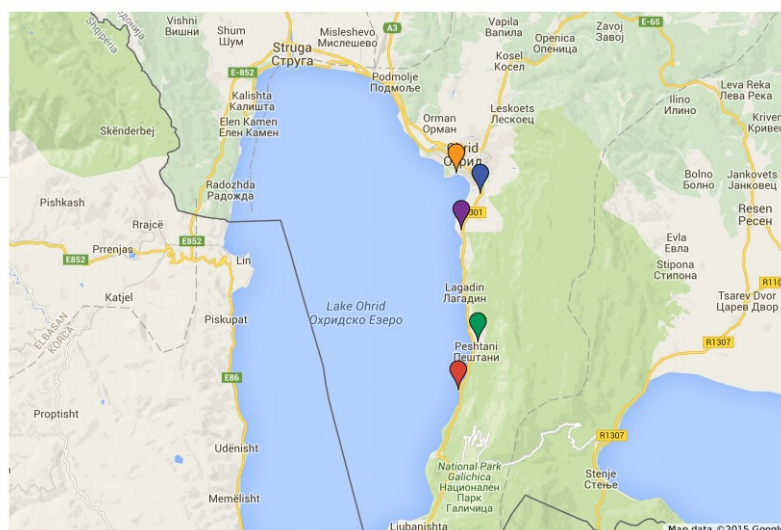 Vishni
Вишни
Shum
Шум
Misleshevo
Мислешево
A3
Vapila
Вапила
Openica
Опеница
Zavoj
Завој
E-65
Shqipëria
Struga
Струга
Kosel
Косел
E-852
Podmolje
Подмоље
Leva Reka
Лева Река
Kalishta
Калишта
Orman
Орман
Leskoets
Лескоец
Ilino
Илино
Elen Kamen
Елен Камен
Skënderbej
Bolno
Болно
Jankovets
Јанковец
Radozhda
Радожда
Pishkash
Resen
Ресен
Rrajcë
E852
Prrenjas
E852
Lin
Evla
Евла
Stipona
Стипона
Katjel
Lagadin
Лагадин
Tsarev Dvor
Царев Двор
Lake Ohrid
Охридско Езеро
ELBASAN
KORCA
Piskupat
R1307
Peshtani
Пештани
E86
Proptisht
R1307
Udënisht
National Park
Galichica
Национален
Парк
Галичица
Stenje
Стење
Memëlisht
Ljubanishta
Map data ©2015 Google